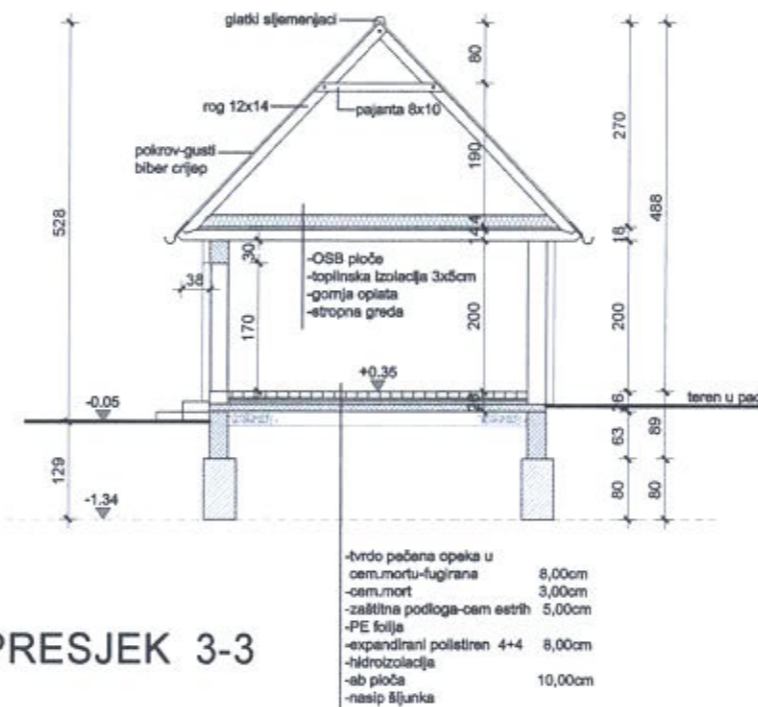 glatki sljemenjaci
80
rog 12x14
pajanta 8x10
270
pokrov-gusti
biber crijep
190
528
488
14
4
18
30
-OSB ploče
-toplinska izolacija 3x5cm
-gornja oplata
-stropna greda
38
170
200
200
+0.35
-0.05
26
26
teren u pad
63
89
129
-1.34
80
80
-tvrdo pečena opeka u
cem.mortu-fugirana 8,00cm
-cem.mort 3,00cm
-zaštitna podloga-cem estrih 5,00cm
-PE folija
-expandirani polistiren 4+4 8,00cm
-hidroizolacija
-ab ploča 10,00cm
-nasip šljunka
PRESJEK 3-3